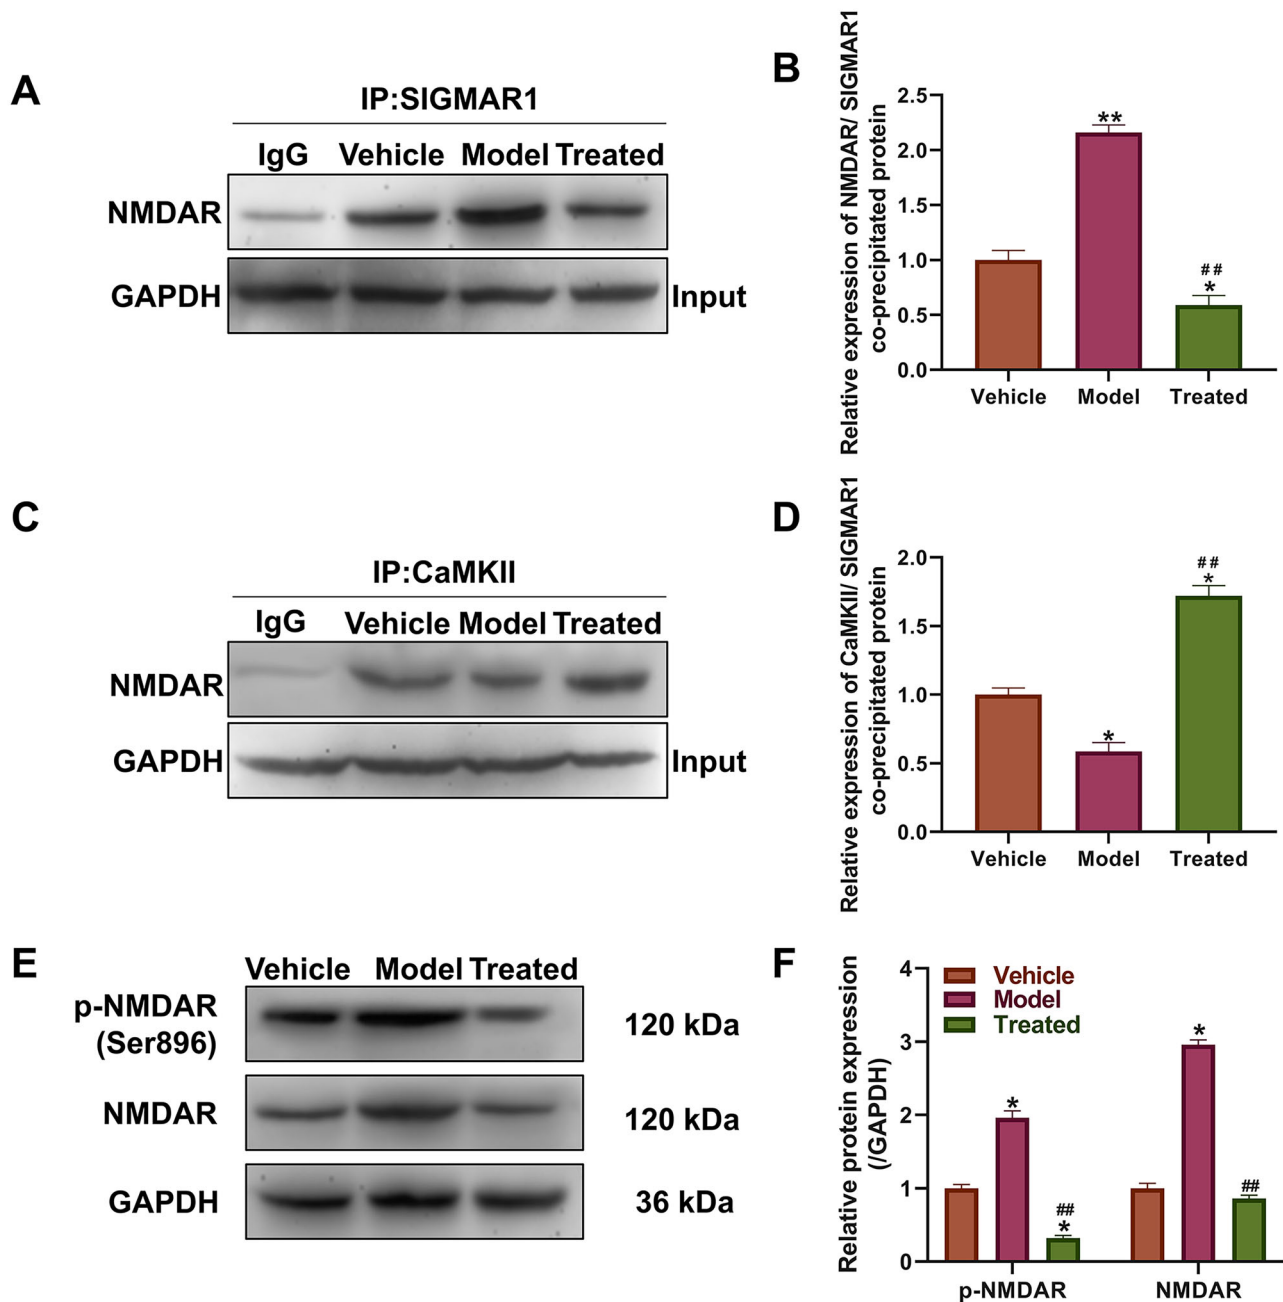 A
IP:SIGMAR1
IgG Vehicle Model Treated
NMDAR
GAPDH
Input
B
Relative expression of NMDAR/ SIGMAR1
co-precipitated protein
2.5
2.0
1.5
1.0
0.5
0.0
**
##
*
Vehicle Model Treated
C
IP:CaMKII
IgG Vehicle Model Treated
NMDAR
GAPDH
Input
D
Relative expression of CaMKII/ SIGMAR1
co-precipitated protein
2.0
1.5
1.0
0.5
0.0
*
##
*
Vehicle Model Treated
E
Vehicle Model Treated
p-NMDAR
(Ser896)
120 kDa
NMDAR
120 kDa
GAPDH
36 kDa
F
Relative protein expression
(/GAPDH)
4
3
2
1
0
Vehicle
Model
Treated
*
##
*
*
##
p-NMDAR NMDAR